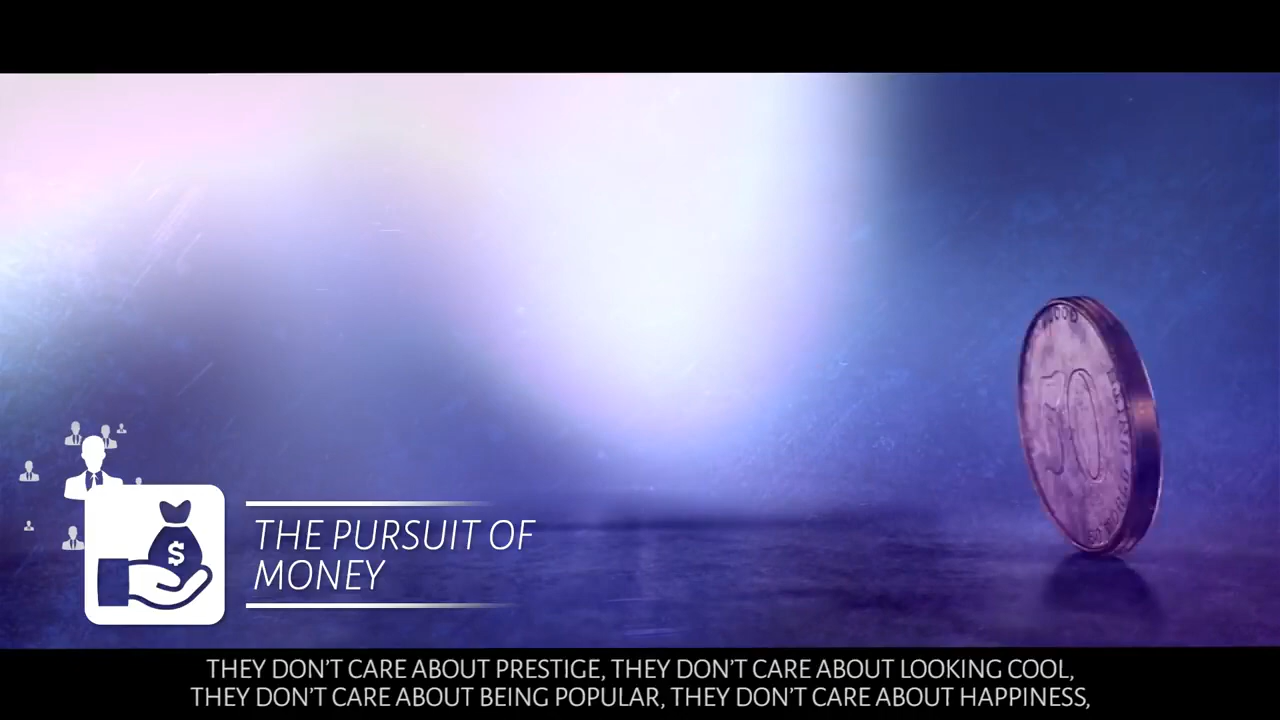 50
$
THE PURSUIT OF
MONEY
THEY DON'T CARE ABOUT PRESTIGE, THEY DON'T CARE ABOUT LOOKING COOL,
THEY DON'T CARE ABOUT BEING POPULAR, THEY DON'T CARE ABOUT HAPPINESS,